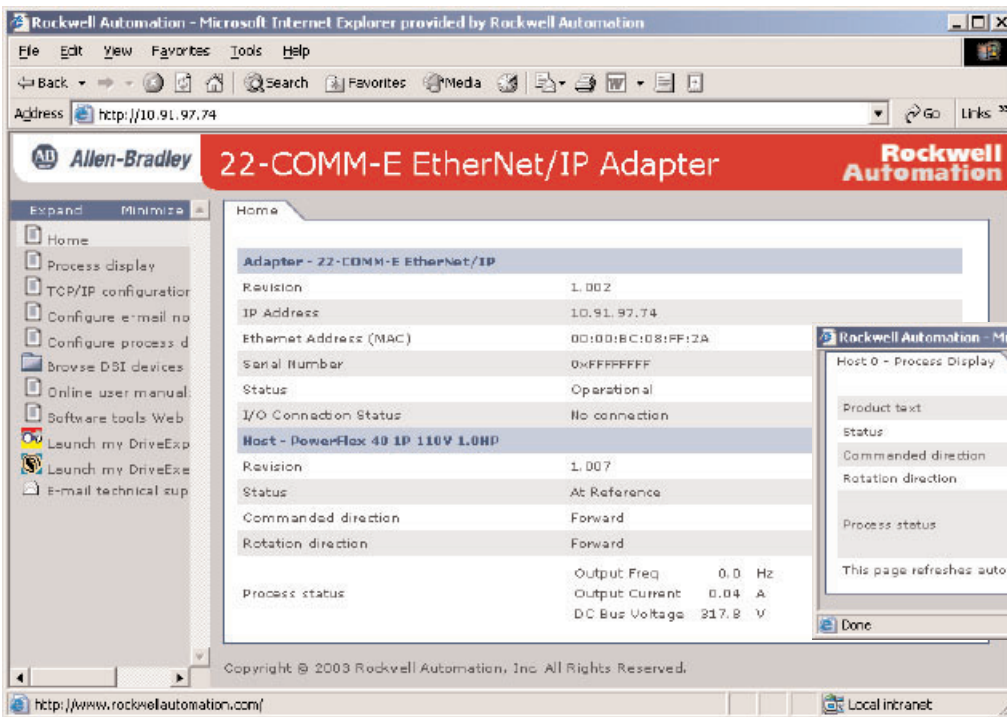 Rockwell Automation - Microsoft Internet Explorer provided by Rockwell Automation
File Edit View Favorites Tools Help
Back Search Favorites Media
Address http://10.91.97.74 Go Links »
AB Allen-Bradley 22-COMM-E EtherNet/IP Adapter Rockwell Automation
Expand Minimize
Home
Process display
TCP/IP configuration
Configure e-mail no
Configure process d
Browse DSI devices
Online user manual
Software tools Web
Launch my DriveExp
Launch my DriveExe
E-mail technical sup
Home
Adapter - 22-COMM-E EtherNet/IP
Revision 1.002
IP Address 10.91.97.74
Ethernet Address (MAC) 00:00:BC:08:FF:2A
Serial Number 0xFFFFFFFF
Status Operational
I/O Connection Status No connection
Host - PowerFlex 40 1P 110V 1.0HP
Revision 1.007
Status At Reference
Commanded direction Forward
Rotation direction Forward
Process status
Output Freq 0.0 Hz
Output Current 0.04 A
DC Bus Voltage 317.8 V
Copyright © 2003 Rockwell Automation, Inc. All Rights Reserved.
Rockwell Automation - Mi
Host 0 - Process Display
Product text
Status
Commanded direction
Rotation direction
Process status
This page refreshes auto
Done
http://www.rockwellautomation.com/ Local intranet